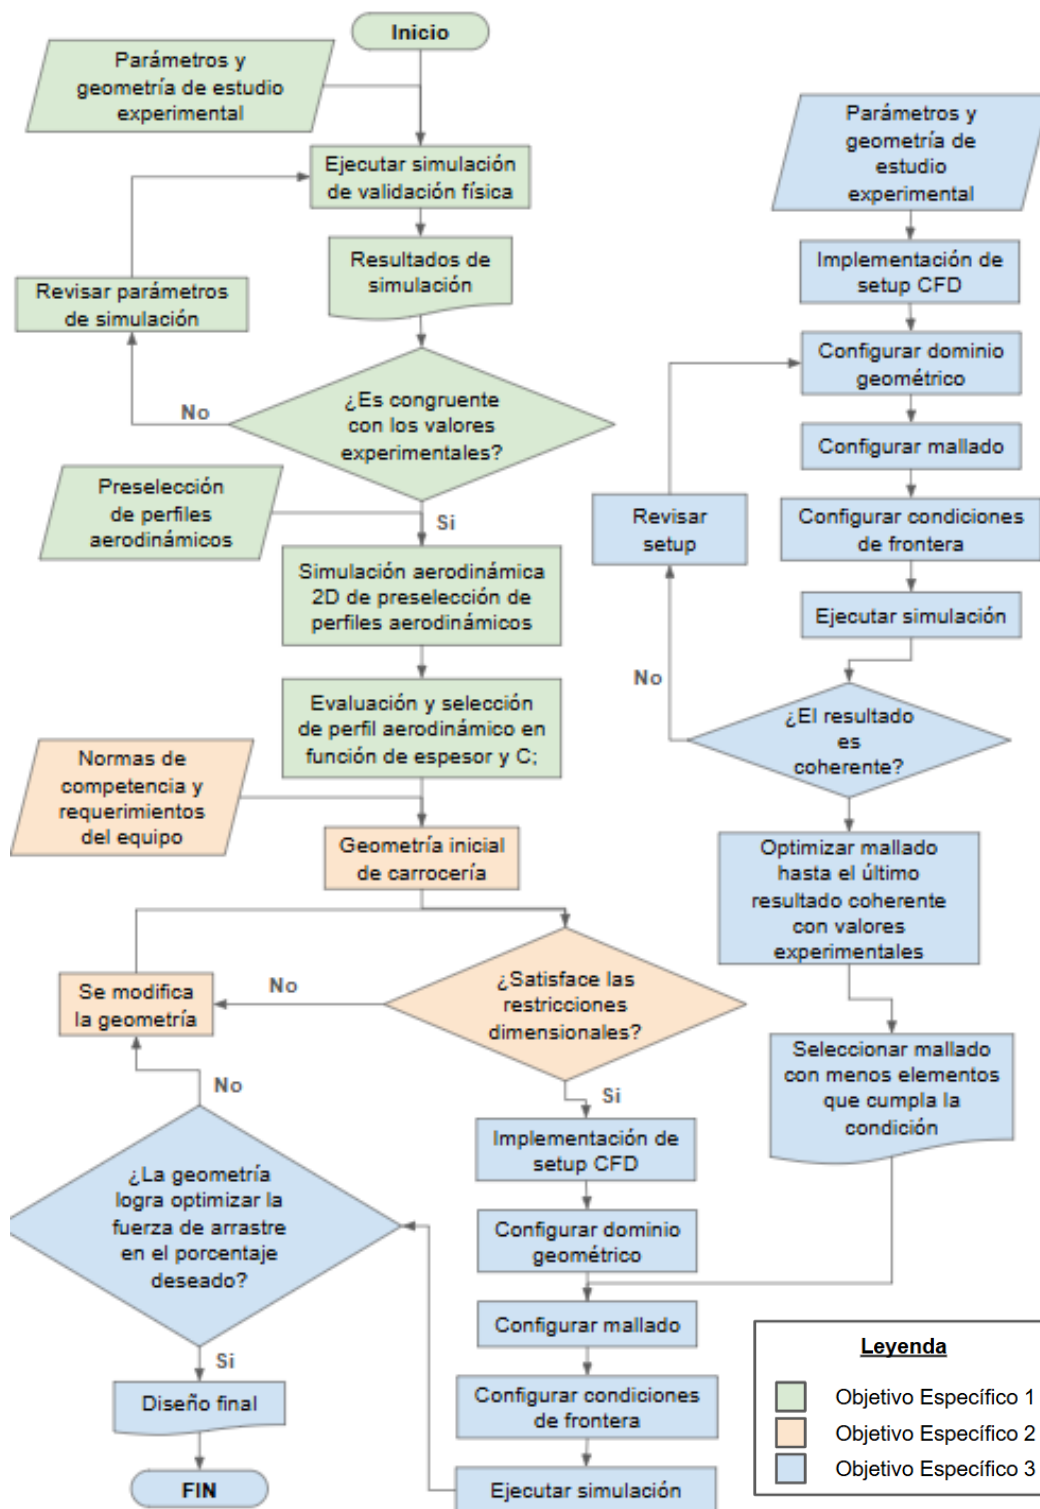 Inicio
Parámetros y
geometría de estudio
experimental
Ejecutar simulación
de validación física
Resultados de
simulación
Revisar parámetros
de simulación
No
¿Es congruente
con los valores
experimentales?
Si
Preselección
de perfiles
aerodinámicos
Simulación aerodinámica
2D de preselección de
perfiles aerodinámicos
Evaluación y selección
de perfil aerodinámico en
función de espesor y C;
Normas de
competencia y
requerimientos
del equipo
Geometría inicial
de carrocería
¿Satisface las
restricciones
dimensionales?
No
Se modifica
la geometría
Si
No
Implementación de
setup CFD
Configurar dominio
geométrico
Configurar mallado
Configurar condiciones
de frontera
Ejecutar simulación
¿La geometría
logra optimizar la
fuerza de arrastre
en el porcentaje
deseado?
Si
Diseño final
FIN
Parámetros y
geometría de
estudio
experimental
Implementación de
setup CFD
Configurar dominio
geométrico
Configurar mallado
Configurar condiciones
de frontera
Revisar
setup
Ejecutar simulación
No
¿El resultado
es
coherente?
Optimizar mallado
hasta el último
resultado coherente
con valores
experimentales
Seleccionar mallado
con menos elementos
que cumpla la
condición
Leyenda
Objetivo Específico 1
Objetivo Específico 2
Objetivo Específico 3